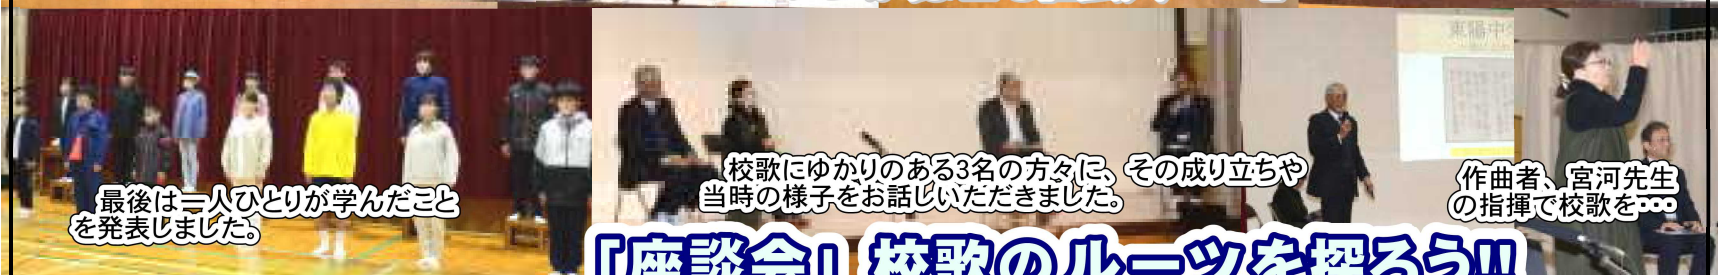 東陽中
最後は一人ひとりが学んだこと
を発表しました。
校歌にゆかりのある3名の方々に、その成り立ちや
当時の様子をお話しいただきました。
作曲者、宮河先生
の指揮で校歌を・・・
「座談会」校歌のルーツを探ろう!!